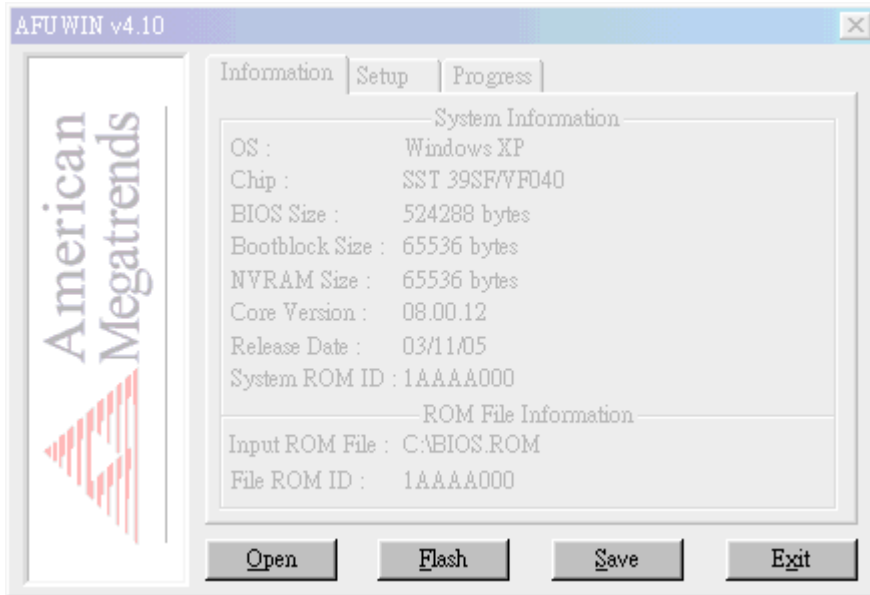 AFUWIN v4.10
American
Megatrends
Information Setup Progress
System Information
OS : Windows XP
Chip : SST 39SF/VF040
BIOS Size : 524288 bytes
Bootblock Size : 65536 bytes
NVRAM Size : 65536 bytes
Core Version : 08.00.12
Release Date : 03/11/05
System ROM ID : 1AAAA000
ROM File Information
Input ROM File : C:\BIOS.ROM
File ROM ID : 1AAAA000
Open Flash Save Exit